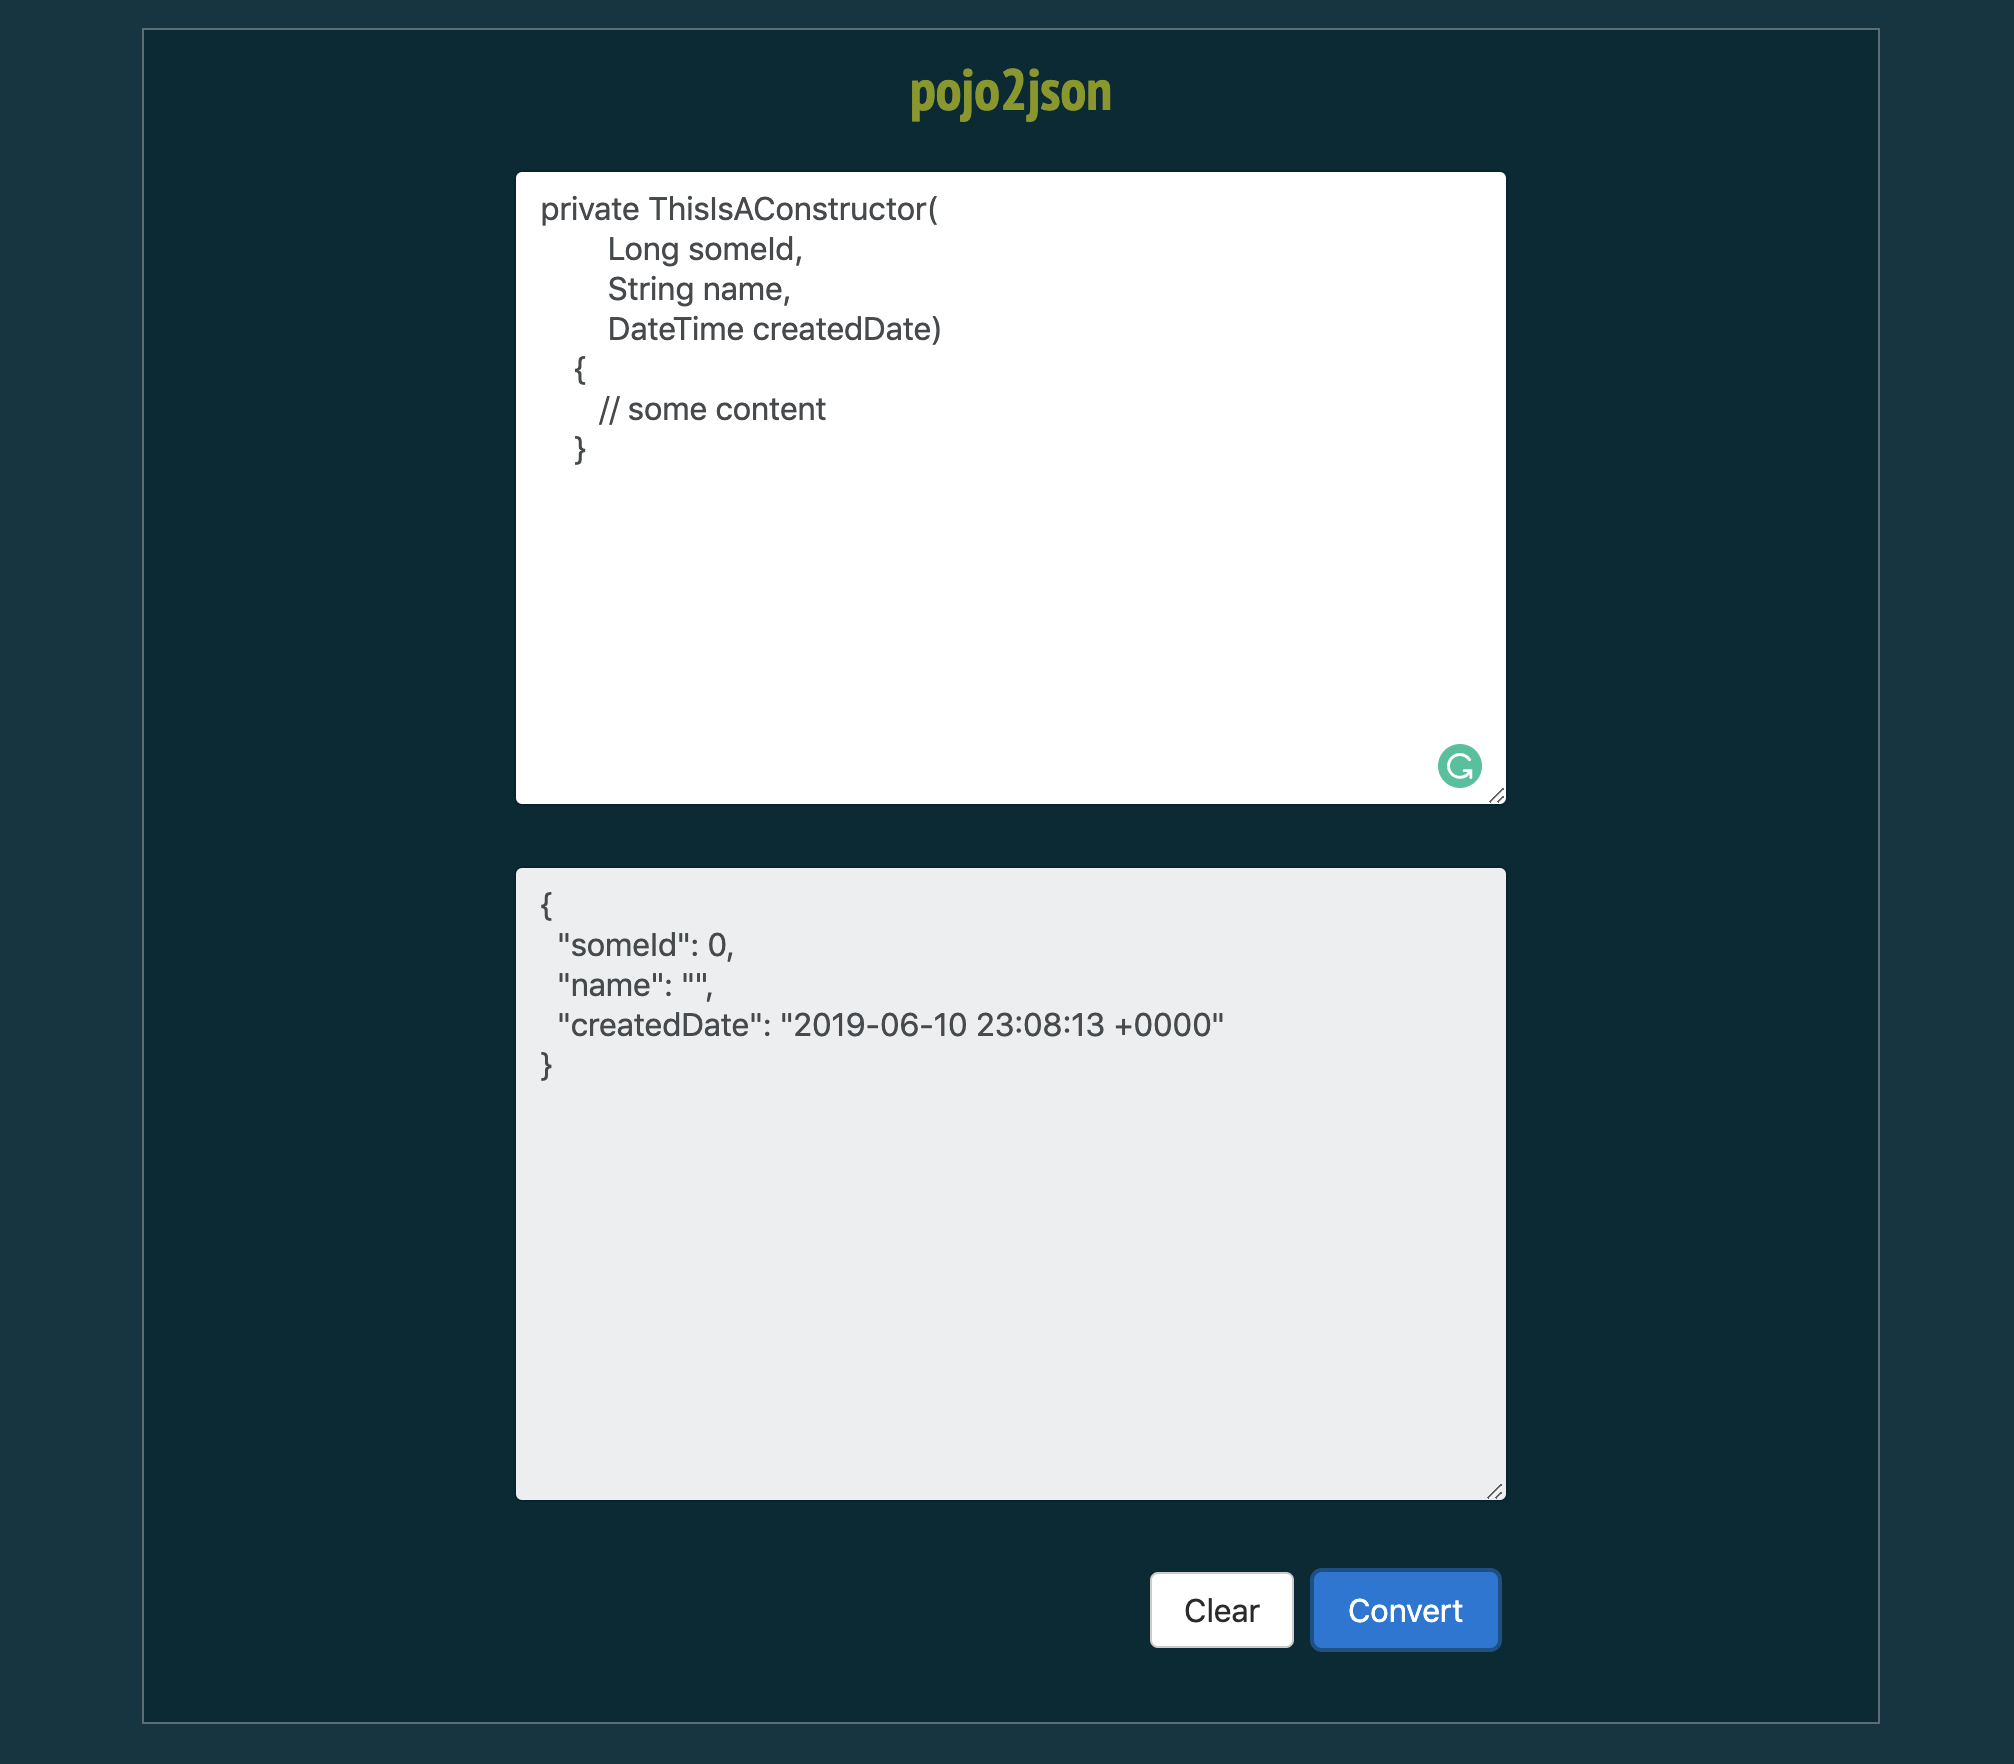 pojo2json
private ThisIsAConstructor(
Long someId,
String name,
DateTime createdDate)
{
// some content
}
{
"someId": 0,
"name": "",
"createdDate": "2019-06-10 23:08:13 +0000"
}
Clear
Convert